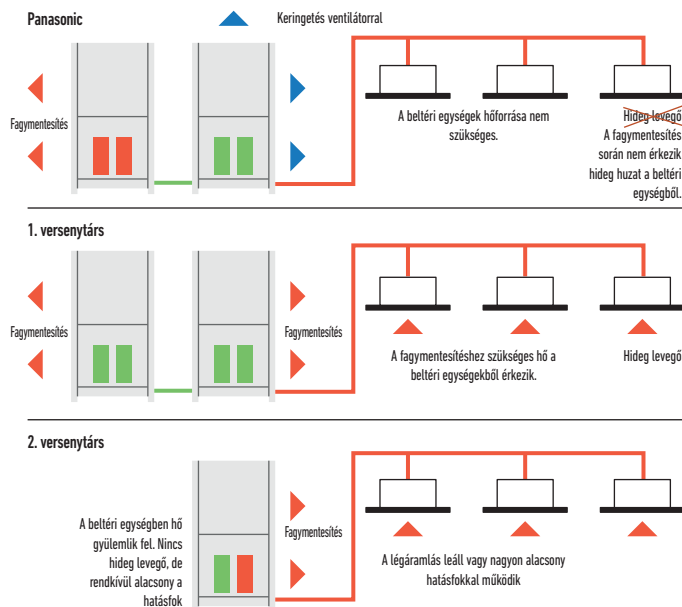 Panasonic
Keringetés ventilátorral
Fagymentesítés
A beltéri egységek hőforrása nem
szükséges.
Hideg levegő
A fagymentesítés
során nem érkezik
hideg huzat a beltéri
egységből.
1. versenytárs
Fagymentesítés
Fagymentesítés
A fagymentesítéshez szükséges hő a
beltéri egységekből érkezik.
Hideg levegő
2. versenytárs
A beltéri egységben hő
gyülemlik fel. Nincs
hideg levegő, de
rendkívül alacsony a
hatásfok
Fagymentesítés
A légáramlás leáll vagy nagyon alacsony
hatásfokkal működik